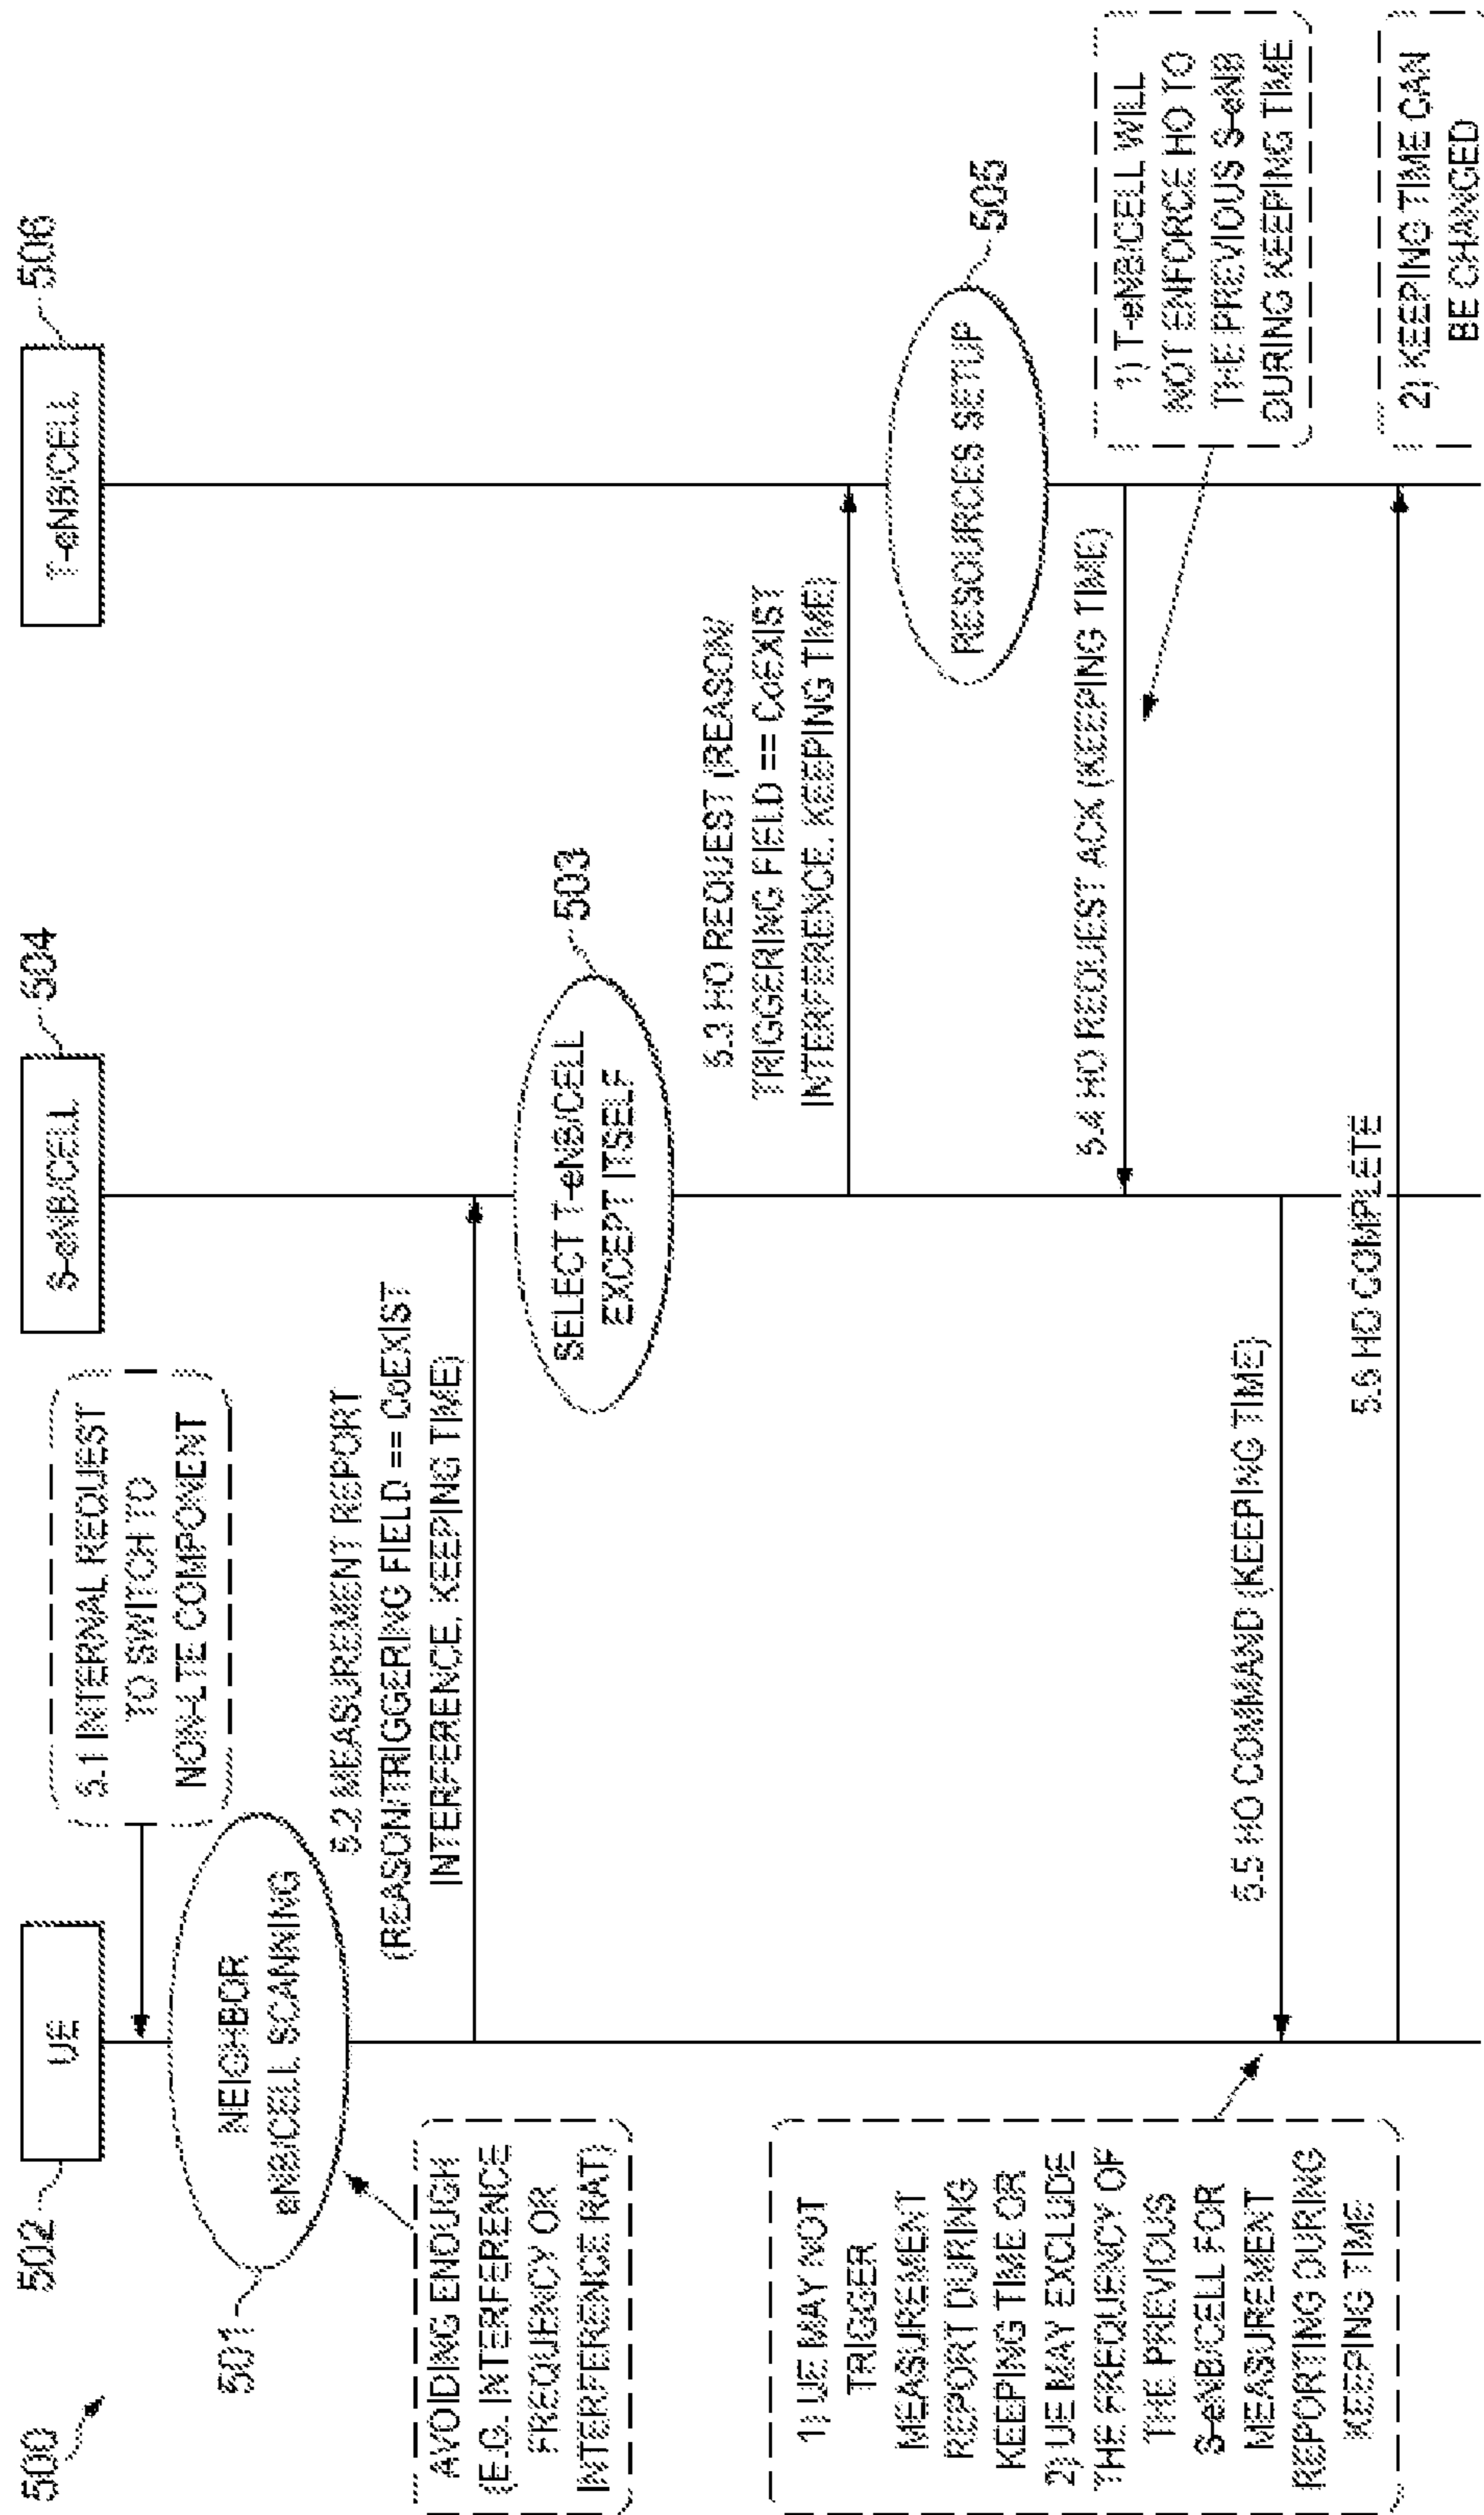 500
502
UE
504
S-eNB/CELL
506
T-eNB/CELL
5.1 INTERNAL REQUEST
TO SWITCH TO
NON-LTE COMPONENT
501
NEIGHBOR
eNB/CELL SCANNING
AVOIDING ENOUGH
(E.G. INTERFERENCE
FREQUENCY OR
INTERFERENCE RAT)
5.2 MEASUREMENT REPORT
(REASON/TRIGGERING FIELD == CoEXIST
INTERFERENCE, KEEPING TIME)
503
SELECT T-eNB/CELL
EXCEPT ITSELF
5.3 HO REQUEST (REASON/
TRIGGERING FIELD == CoEXIST
INTERFERENCE, KEEPING TIME)
505
RESOURCES SETUP
5.4 HO REQUEST ACK (KEEPING TIME)
1) T-eNB/CELL WILL
NOT ENFORCE HO TO
THE PREVIOUS S-eNB
DURING KEEPING TIME
1) UE MAY NOT
TRIGGER
MEASUREMENT
REPORT DURING
KEEPING TIME OR
2) UE MAY EXCLUDE
THE FREQUENCY OF
THE PREVIOUS
S-eNB/CELL FOR
MEASUREMENT
REPORTING DURING
KEEPING TIME
5.5 HO COMMAND (KEEPING TIME)
5.6 HO COMPLETE
2) KEEPING TIME CAN
BE CHANGED